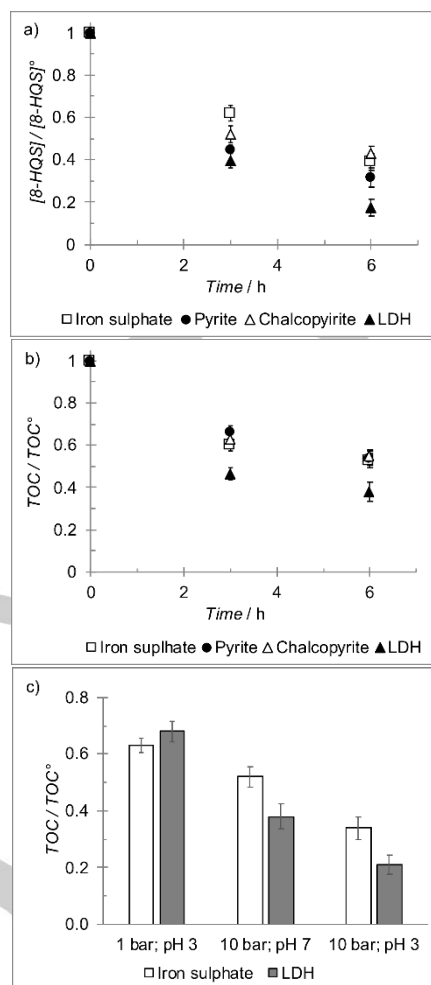 a)
1
0.8
0.6
0.4
0.2
0
[8-HQS] / [8-HQS]°
0 2 4 6
Time / h
□ Iron sulphate ● Pyrite △ Chalcopyirite ▲ LDH
b)
1
0.8
0.6
0.4
0.2
0
TOC / TOC°
0 2 4 6
Time / h
□ Iron suplhate ● Pyrite △ Chalcopyrite ▲ LDH
c)
0.8
0.6
0.4
0.2
0.0
TOC / TOC°
1 bar; pH 3 10 bar; pH 7 10 bar; pH 3
□ Iron sulphate ■ LDH